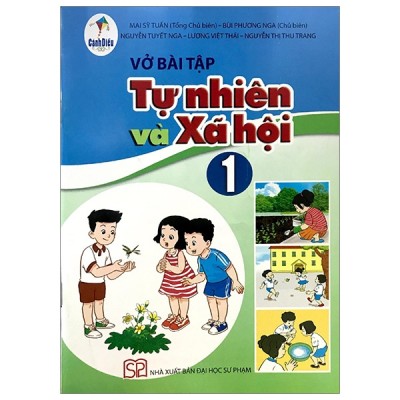 Cánh Diều
MAI SỸ TUẤN (Tổng Chủ biên) – BÙI PHƯƠNG NGA (Chủ biên)
NGUYỄN TUYẾT NGA – LƯƠNG VIỆT THÁI – NGUYỄN THỊ THU TRANG
VỞ BÀI TẬP
Tự nhiên
và Xã hội
1
SP
NHÀ XUẤT BẢN ĐẠI HỌC SƯ PHẠM